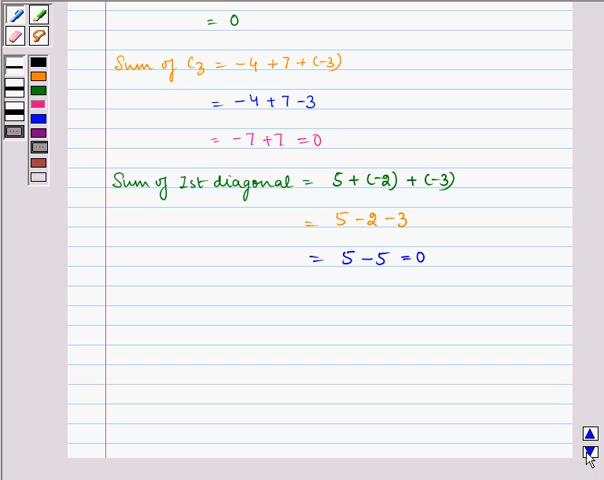 = 0
Sum of C3 = -4 + 7 + (-3)
= -4 + 7 - 3
= -7 + 7 = 0
Sum of Ist diagonal = 5 + (-2) + (-3)
= 5 - 2 - 3
= 5 - 5 = 0